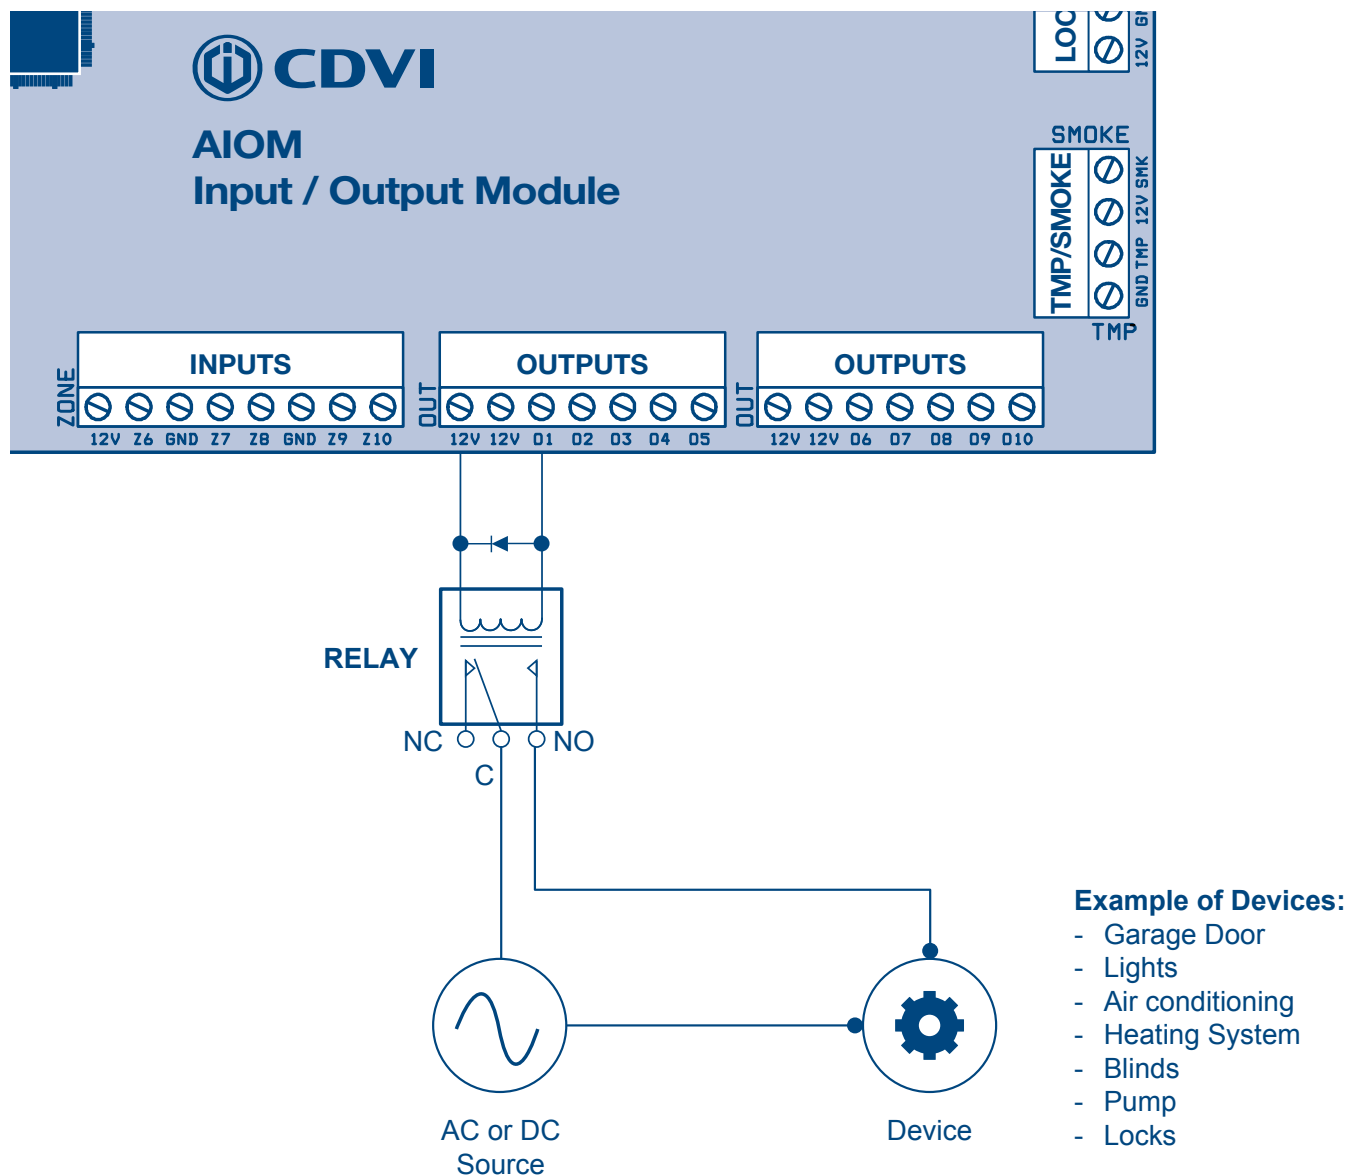 CDVI
AIOM
Input / Output Module
12V
SMOKE
TMP/SMOKE
GND TMP 12V SMK
TMP
ZONE
INPUTS
12V Z6 GND Z7 Z8 GND Z9 Z10
OUT
OUTPUTS
12V 12V O1 O2 O3 O4 O5
OUT
OUTPUTS
12V 12V O6 O7 O8 O9 O10
RELAY
NC
C
NO
AC or DC
Source
Device
Example of Devices:
- Garage Door
- Lights
- Air conditioning
- Heating System
- Blinds
- Pump
- Locks